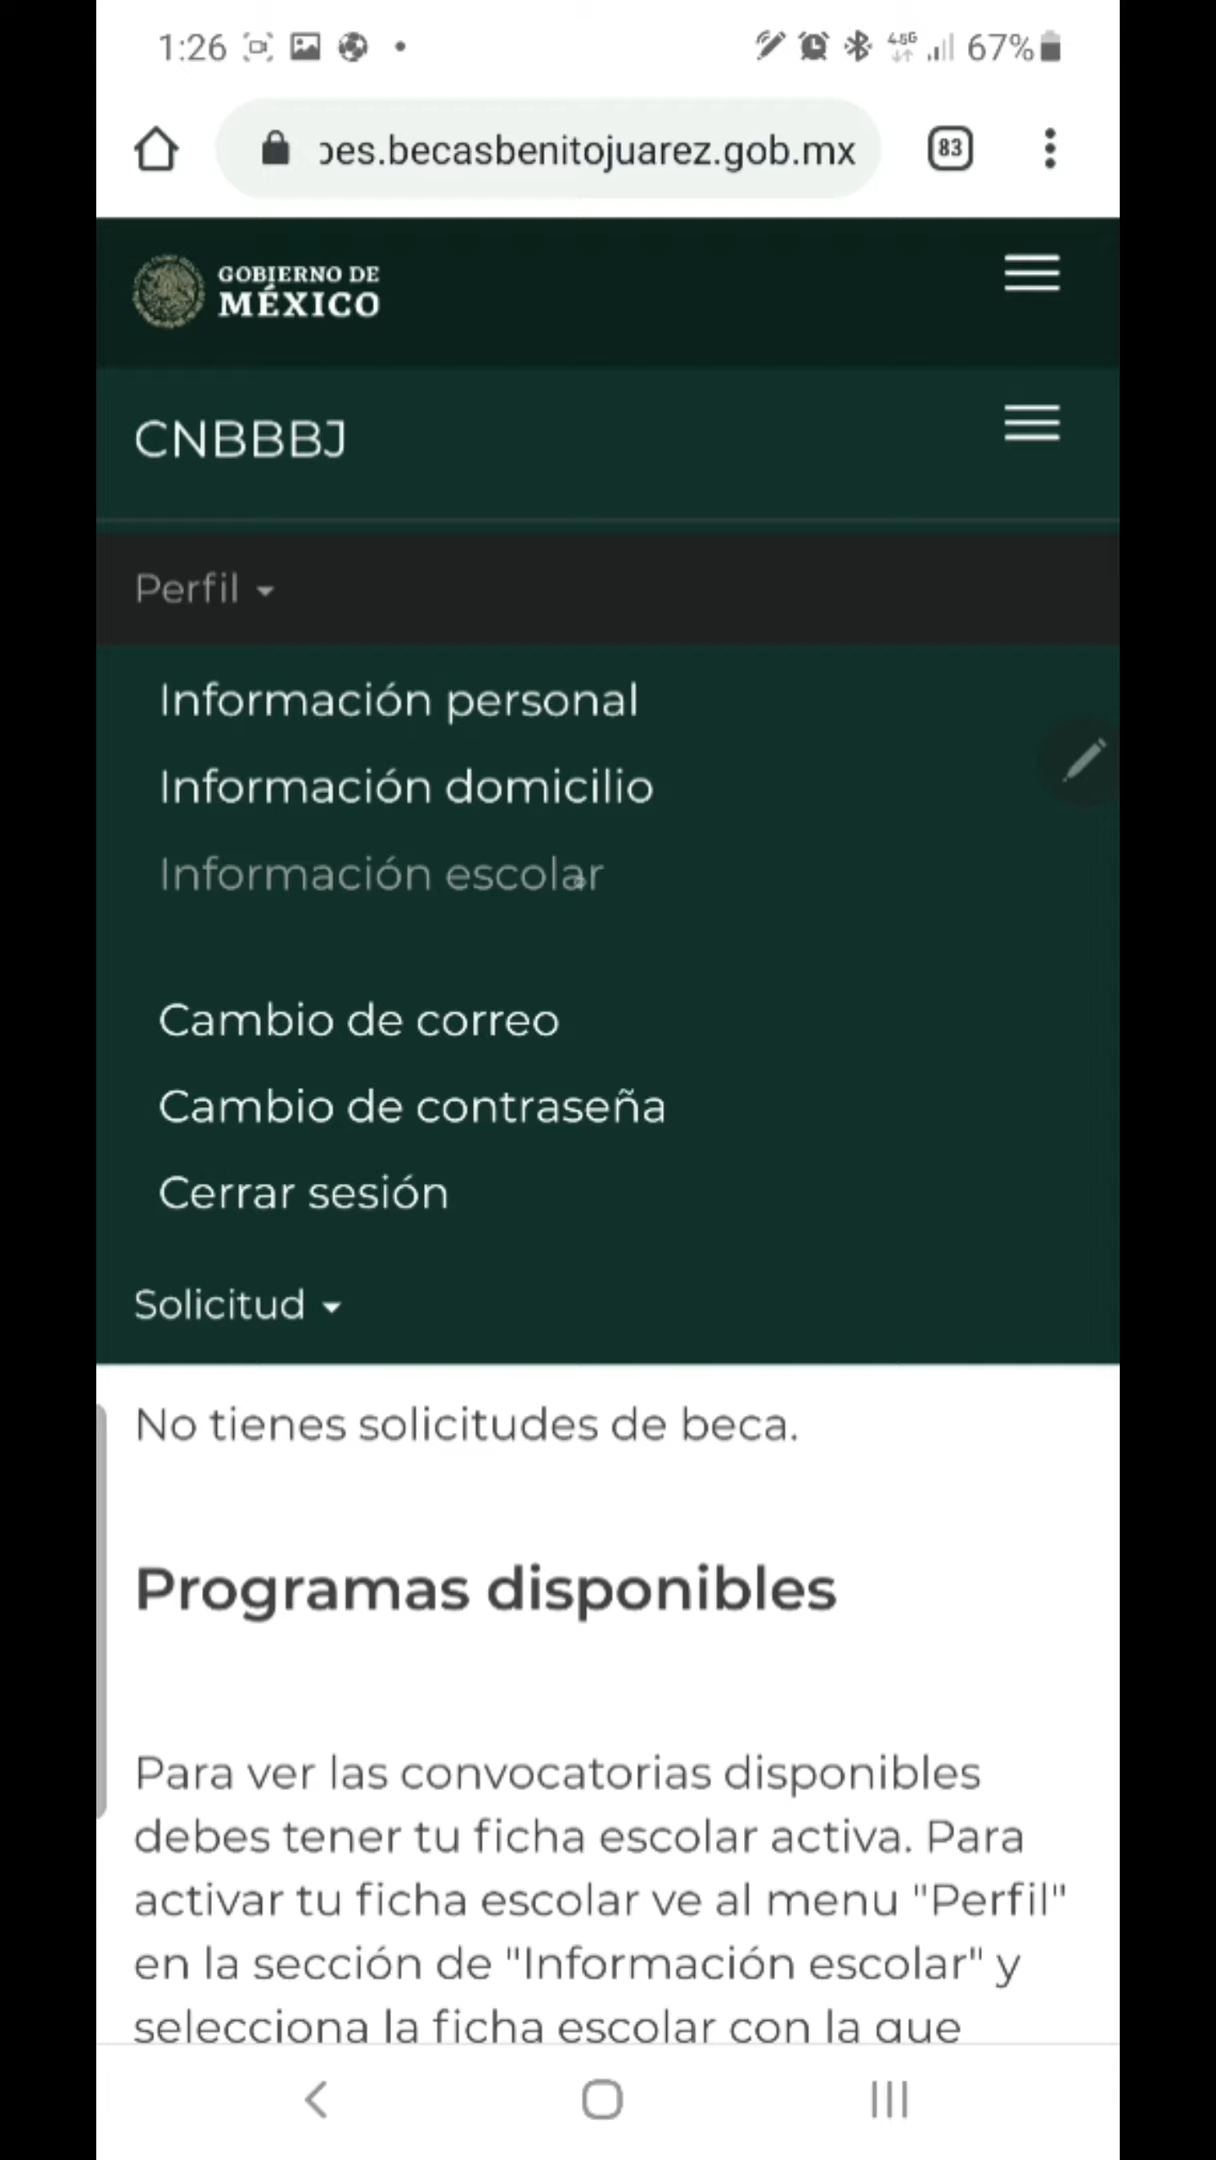 1:26 4.5G 67%
bes.becasbenitojuarez.gob.mx 83
GOBIERNO DE
MÉXICO
CNBBBJ
Perfil
Información personal
Información domicilio
Información escolar
Cambio de correo
Cambio de contraseña
Cerrar sesión
Solicitud
No tienes solicitudes de beca.
Programas disponibles
Para ver las convocatorias disponibles
debes tener tu ficha escolar activa. Para
activar tu ficha escolar ve al menu "Perfil"
en la sección de "Información escolar" y
selecciona la ficha escolar con la que